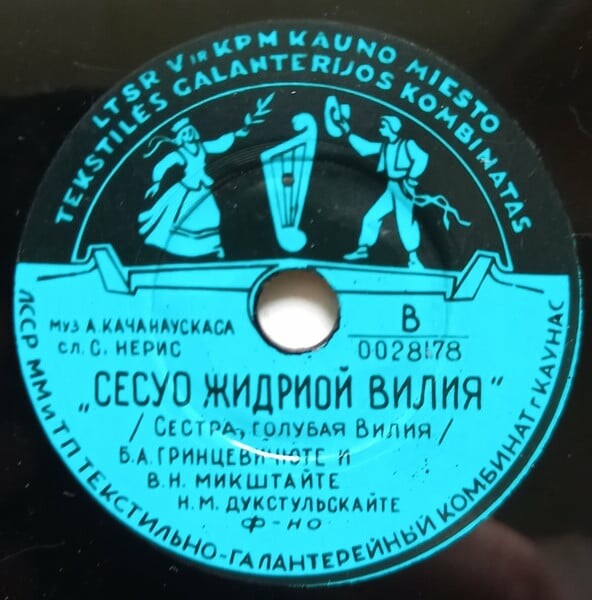 LTSR V IR KPM KAUNO MIESTO
TEKSTILĖS GALANTERIJOS KOMBINATAS
МУЗ А. КАЧАНАУСКАСА
СЛ. С. НЕРИС
В
0028178
„СЕСУО ЖИДРИОЙ ВИЛИЯ"
/ СЕСТРА, ГОЛУБАЯ ВИЛИЯ /
Б.А. ГРИНЦЕВИЧЮТЕ И
В.Н. МИКШТАЙТЕ
Н.М. ДУКСТУЛЬСКАЙТЕ
Ф-НО
ЛССР ММ И ТП ТЕКСТИЛЬНО-ГАЛАНТЕРЕЙНЫЙ КОМБИНАТ Г КАУНАС